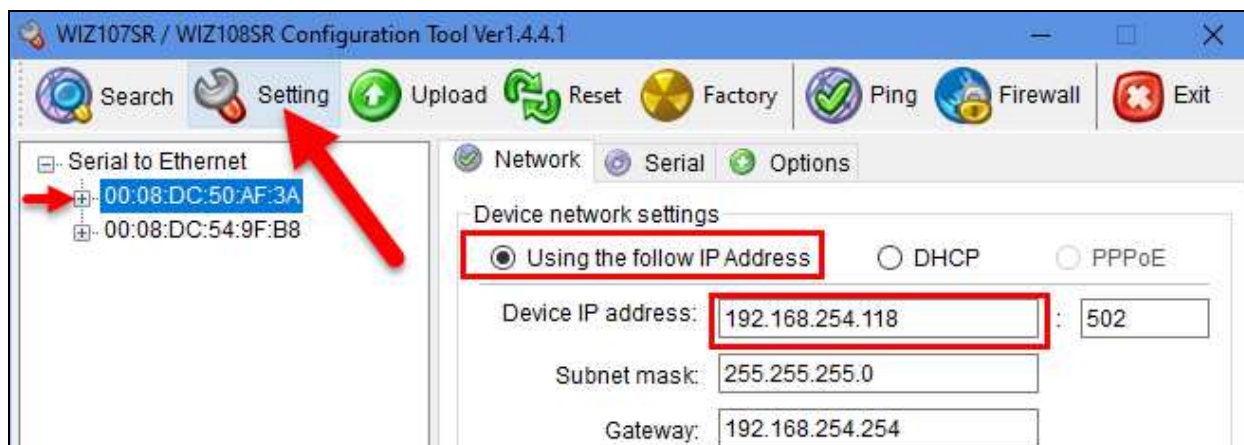 WIZ107SR / WIZ108SR Configuration Tool Ver1.4.4.1
Search Setting Upload Reset Factory Ping Firewall Exit
Serial to Ethernet
00:08:DC:50:AF:3A
00:08:DC:54:9F:B8
Network Serial Options
Device network settings
Using the follow IP Address DHCP PPPoE
Device IP address: 192.168.254.118 : 502
Subnet mask: 255.255.255.0
Gateway: 192.168.254.254